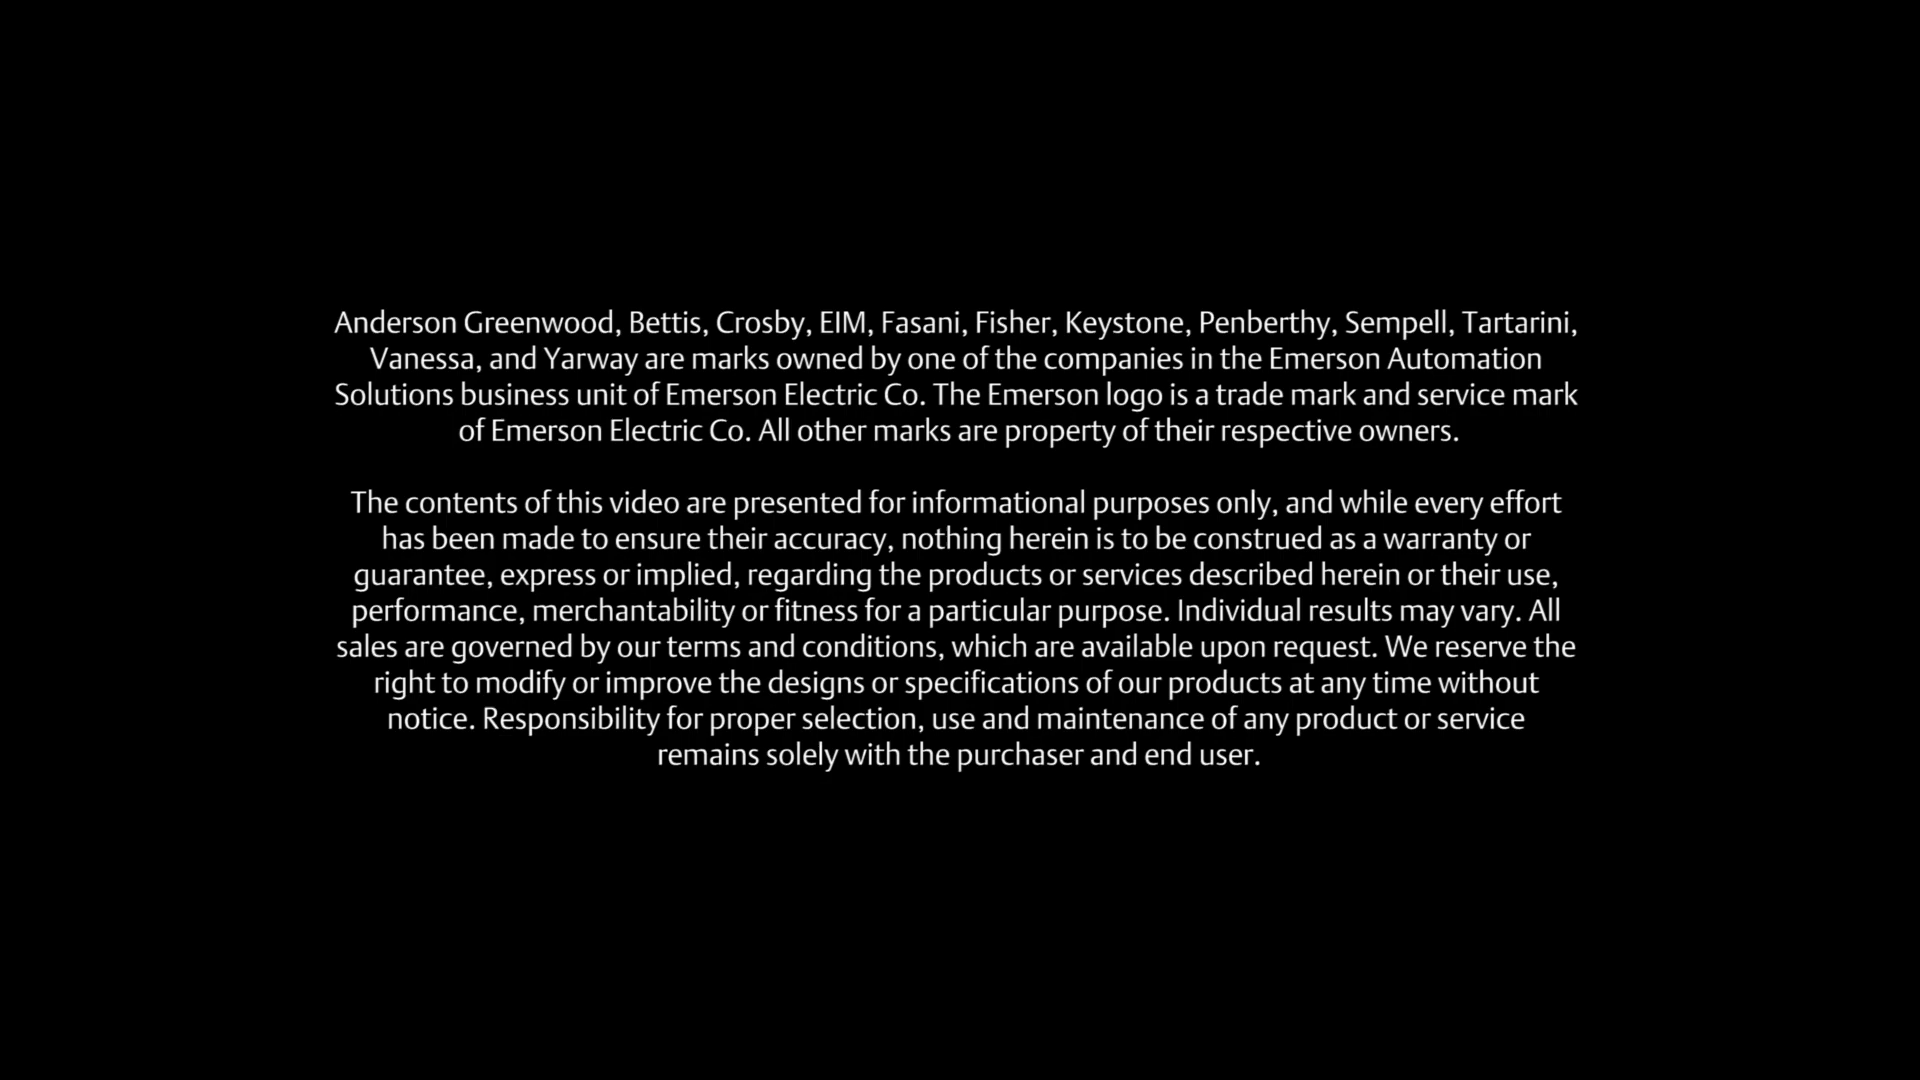 Anderson Greenwood, Bettis, Crosby, EIM, Fasani, Fisher, Keystone, Penberthy, Sempell, Tartarini,
Vanessa, and Yarway are marks owned by one of the companies in the Emerson Automation
Solutions business unit of Emerson Electric Co. The Emerson logo is a trade mark and service mark
of Emerson Electric Co. All other marks are property of their respective owners.
The contents of this video are presented for informational purposes only, and while every effort
has been made to ensure their accuracy, nothing herein is to be construed as a warranty or
guarantee, express or implied, regarding the products or services described herein or their use,
performance, merchantability or fitness for a particular purpose. Individual results may vary. All
sales are governed by our terms and conditions, which are available upon request. We reserve the
right to modify or improve the designs or specifications of our products at any time without
notice. Responsibility for proper selection, use and maintenance of any product or service
remains solely with the purchaser and end user.